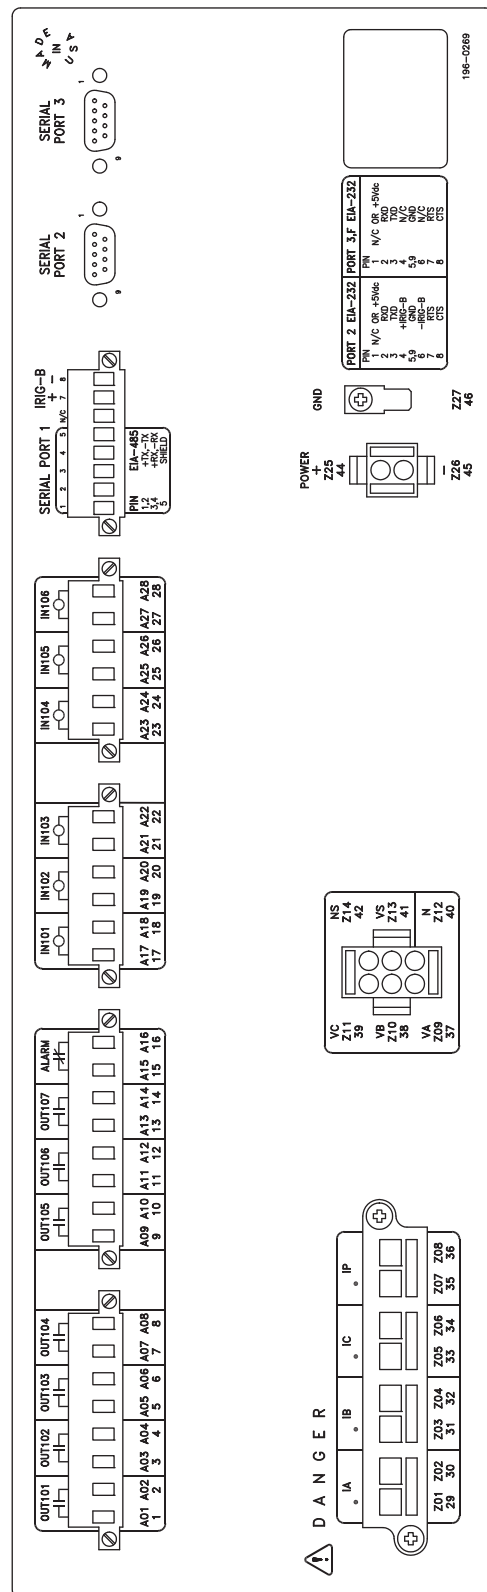 OUT101 OUT102 OUT103 OUT104
A01 A02 A03 A04 A05 A06 A07 A08
1 2 3 4 5 6 7 8
OUT105 OUT106 OUT107 ALARM
A09 A10 A11 A12 A13 A14 A15 A16
9 10 11 12 13 14 15 16
IN101 IN102 IN103
A17 A18 A19 A20 A21 A22
17 18 19 20 21 22
IN104 IN105 IN106
A23 A24 A25 A26 A27 A28
23 24 25 26 27 28
SERIAL PORT 1 IRIG-B
+ −
1 2 3 4 5 N/C 7 8
PIN EIA-485
1,2 +TX,-TX
3,4 +RX,-RX
5 SHIELD
SERIAL
PORT 2
1
9
SERIAL
PORT 3
1
9
MADE
IN
USA
DANGER
IA IB IC IP
Z01 Z02 Z03 Z04 Z05 Z06 Z07 Z08
29 30 31 32 33 34 35 36
VC
Z11
39
NS
Z14
42
VB
Z10
38
VS
Z13
41
VA
Z09
37
N
Z12
40
POWER
+
Z25
44
−
Z26
45
GND
Z27
46
PORT 2 EIA-232
PIN
1 N/C OR +5Vdc
2 RXD
3 TXD
4 +IRIG-B
5,9 GND
6 -IRIG-B
7 RTS
8 CTS
PORT 3,F EIA-232
PIN
1 N/C OR +5Vdc
2 RXD
3 TXD
4 N/C
5,9 GND
6 N/C
7 RTS
8 CTS
196-0269